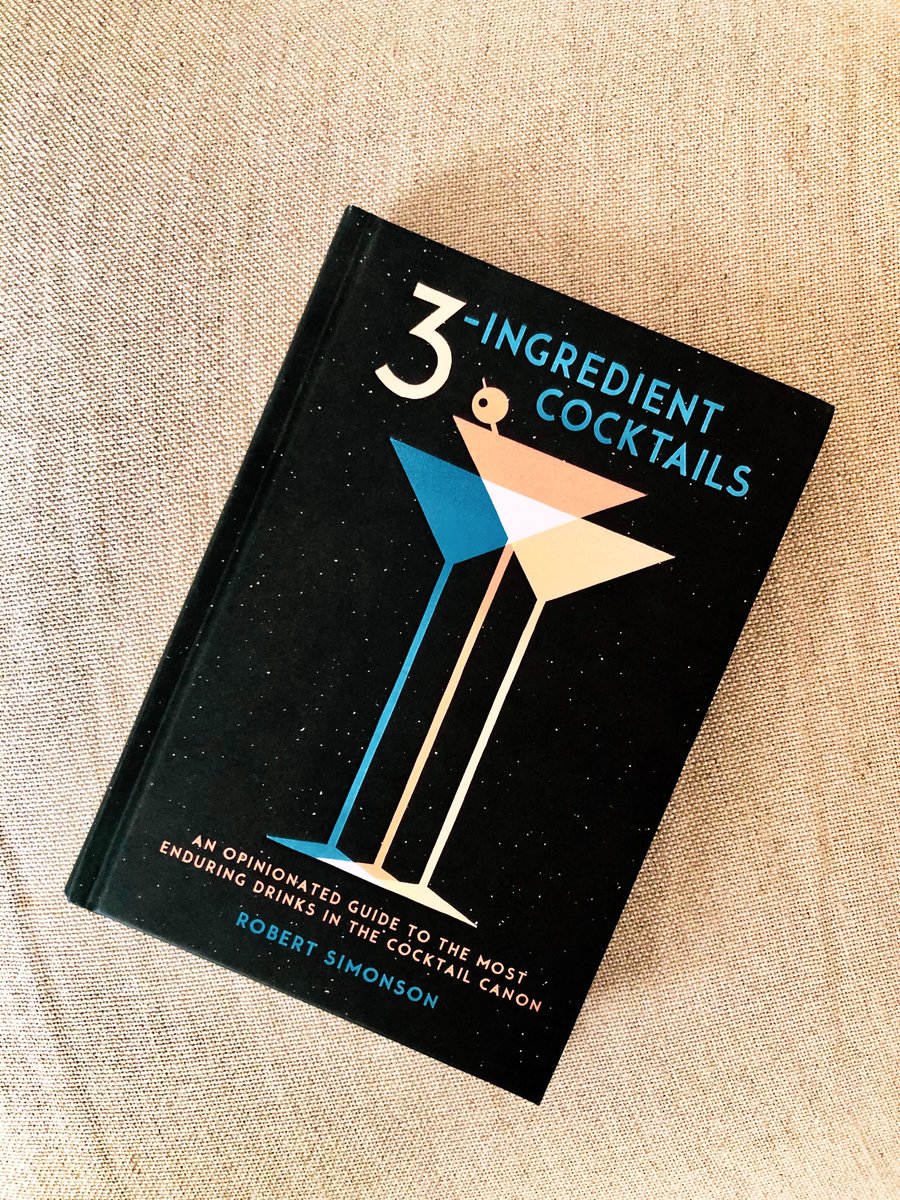 3-INGREDIENT
COCKTAILS
AN OPINIONATED GUIDE TO THE MOST
ENDURING DRINKS IN THE COCKTAIL CANON
ROBERT SIMONSON